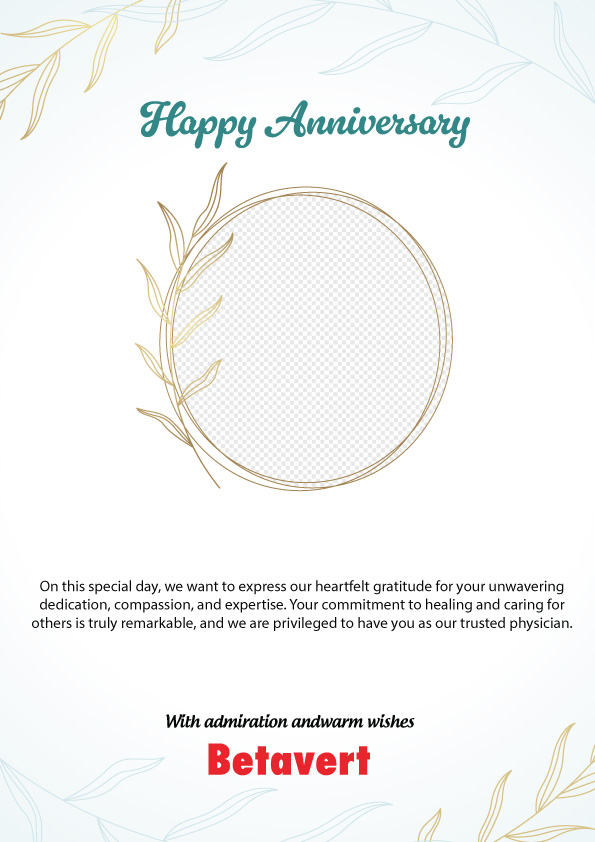 Happy Anniversary
On this special day, we want to express our heartfelt gratitude for your unwavering
dedication, compassion, and expertise. Your commitment to healing and caring for
others is truly remarkable, and we are privileged to have you as our trusted physician.
With admiration andwarm wishes
Betavert